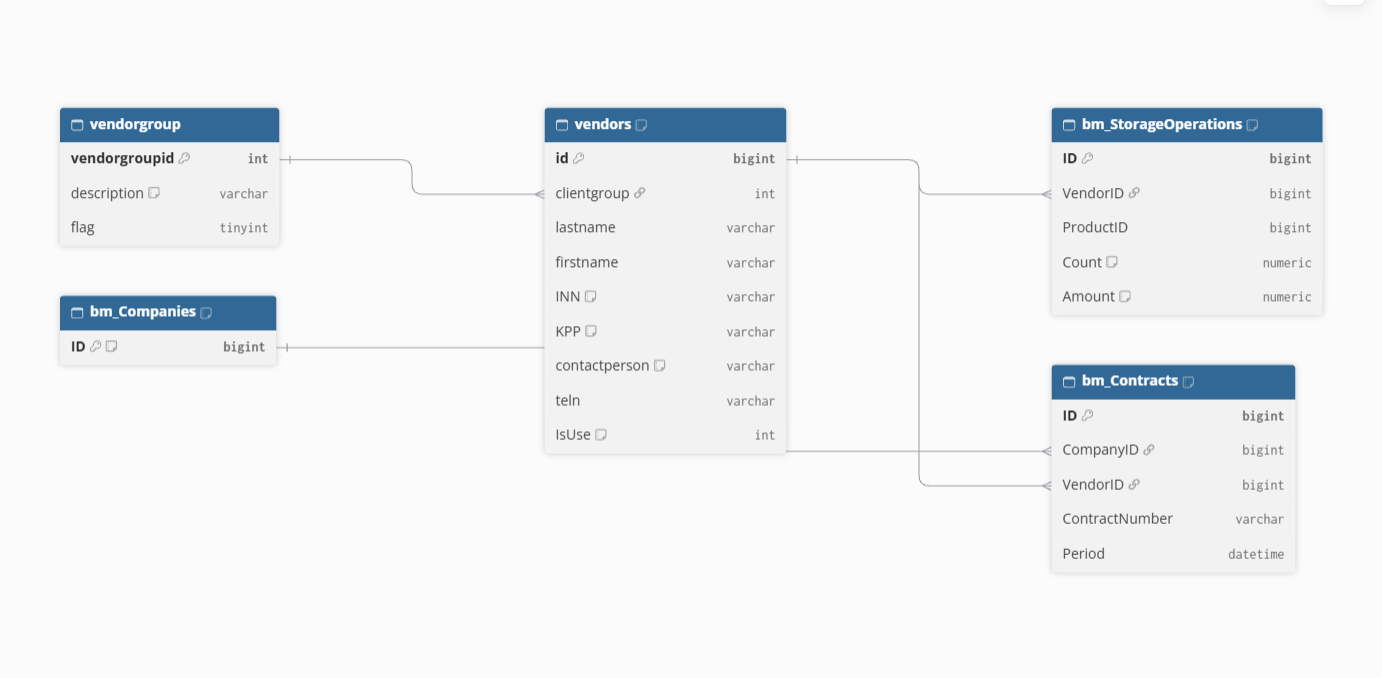 vendorgroup
vendorgroupid int
description varchar
flag tinyint
bm_Companies
ID bigint
vendors
id bigint
clientgroup int
lastname varchar
firstname varchar
INN varchar
KPP varchar
contactperson varchar
teln varchar
IsUse int
bm_StorageOperations
ID bigint
VendorID bigint
ProductID bigint
Count numeric
Amount numeric
bm_Contracts
ID bigint
CompanyID bigint
VendorID bigint
ContractNumber varchar
Period datetime